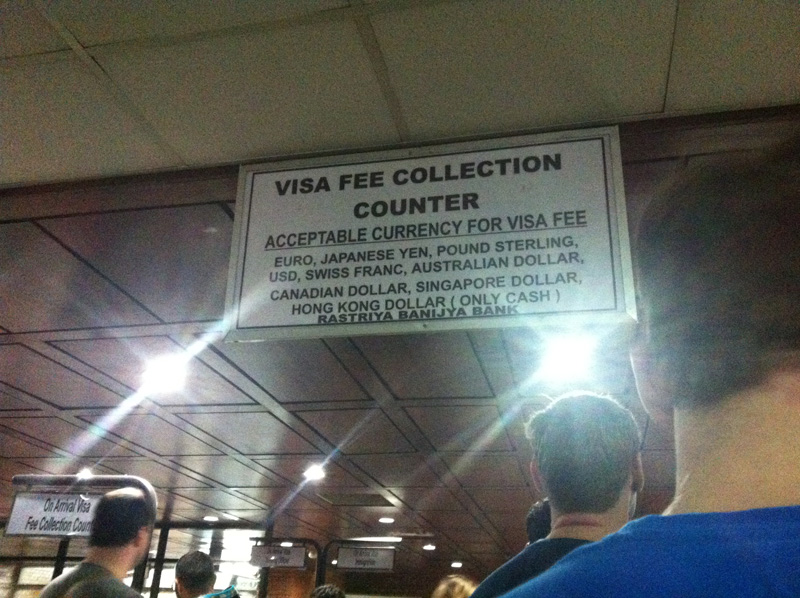 VISA FEE COLLECTION
COUNTER
ACCEPTABLE CURRENCY FOR VISA FEE
EURO, JAPANESE YEN, POUND STERLING,
USD, SWISS FRANC, AUSTRALIAN DOLLAR,
CANADIAN DOLLAR, SINGAPORE DOLLAR,
HONG KONG DOLLAR ( ONLY CASH )
RASTRIYA BANIJYA BANK
On Arrival Visa
Fee Collection